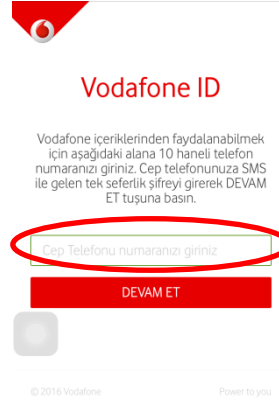 Vodafone ID
Vodafone içeriklerinden faydalanabilmek
için aşağıdaki alana 10 haneli telefon
numaranızı giriniz. Cep telefonunuza SMS
ile gelen tek seferlik şifreyi girerek DEVAM
ET tuşuna basın.
Cep Telefonu numaranızı giriniz
DEVAM ET
© 2016 Vodafone Power to you